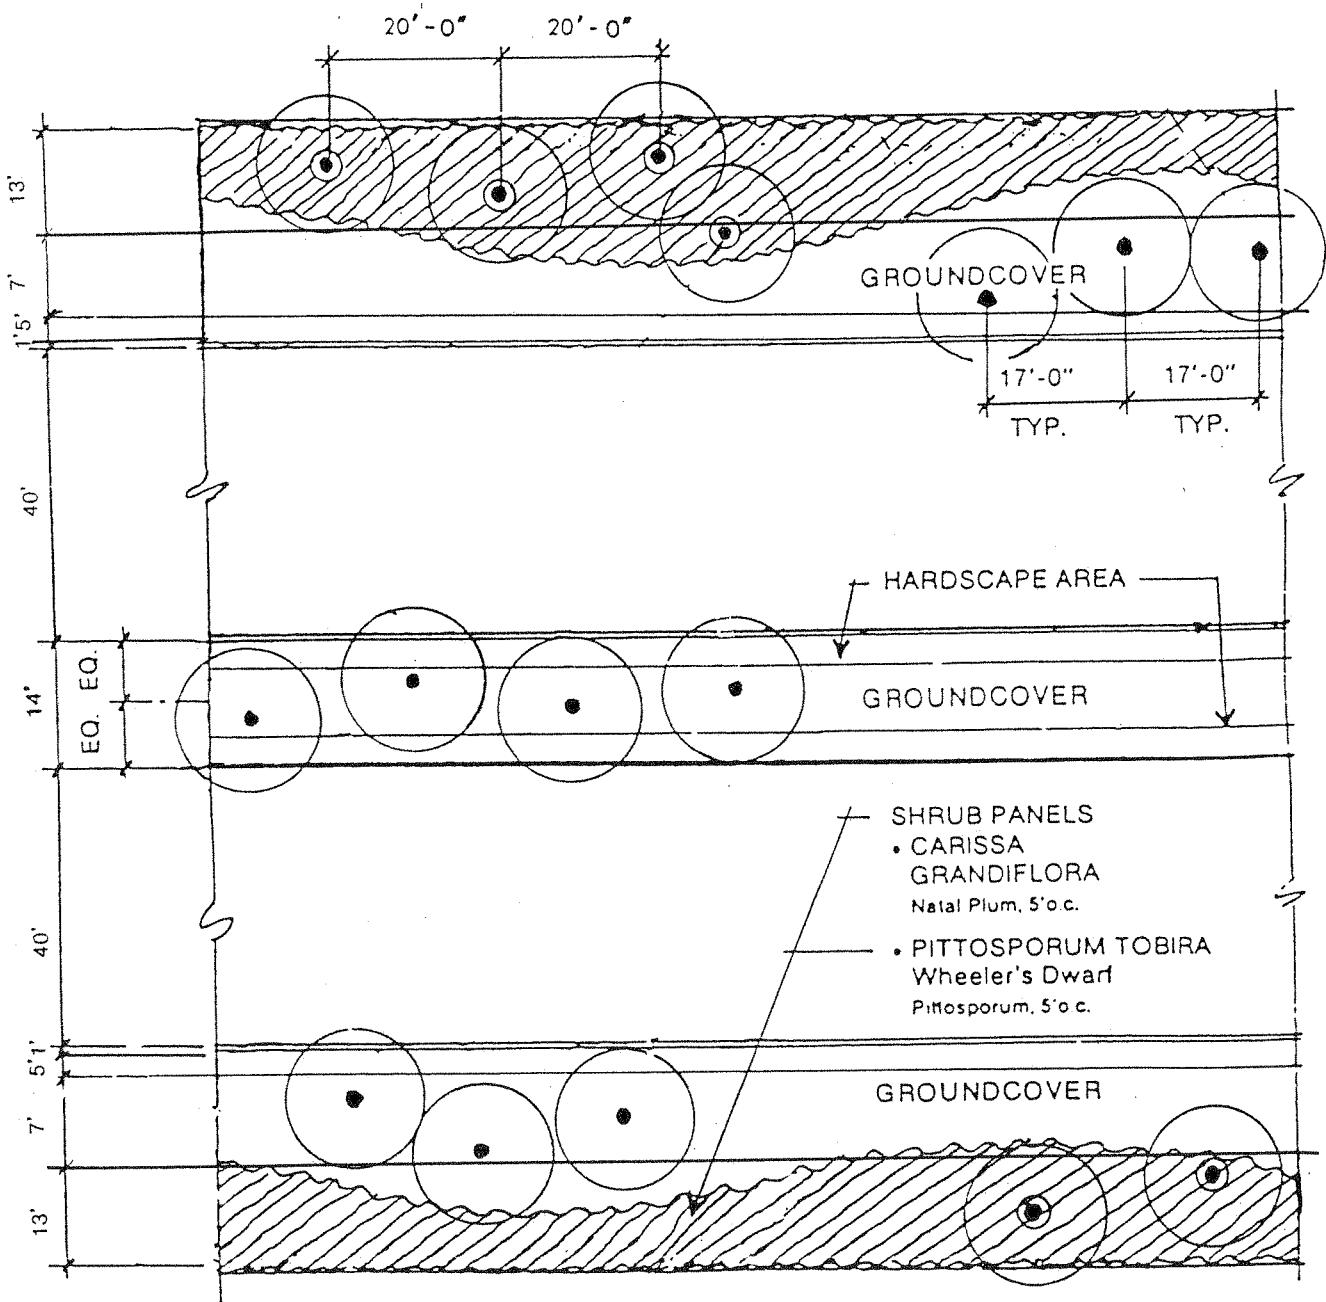 20'-0" 20'-0"
13'
7'
1'5'
GROUNDCOVER
17'-0" 17'-0"
TYP. TYP.
40'
HARDSCAPE AREA
14'
EQ. EQ.
GROUNDCOVER
SHRUB PANELS
• CARISSA
GRANDIFLORA
Natal Plum, 5'o.c.
• PITTOSPORUM TOBIRA
Wheeler's Dwarf
Pittosporum, 5'o.c.
40'
5'1'
GROUNDCOVER
7'
13'